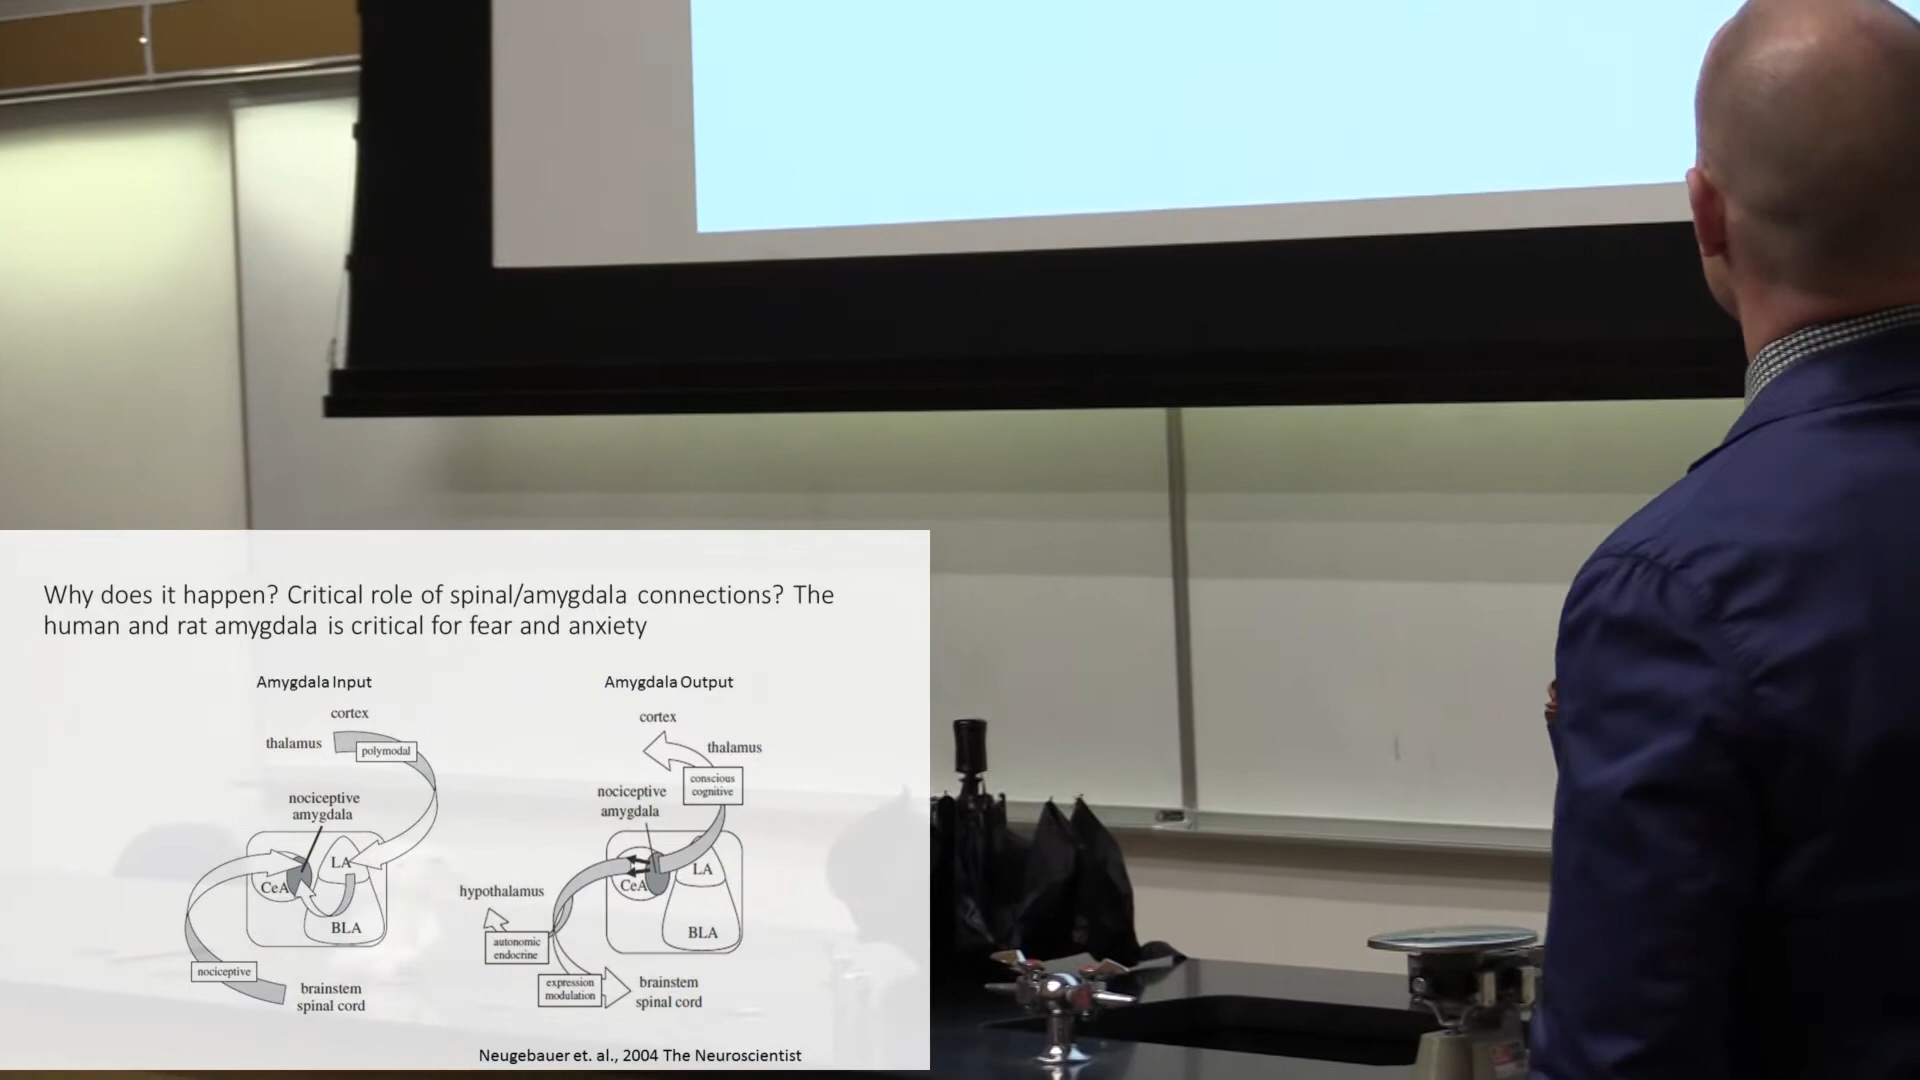 Why does it happen? Critical role of spinal/amygdala connections? The
human and rat amygdala is critical for fear and anxiety
Amygdala Input
cortex
thalamus
polymodal
nociceptive
amygdala
LA
CeA
BLA
nociceptive
brainstem
spinal cord
Amygdala Output
cortex
thalamus
conscious
cognitive
nociceptive
amygdala
LA
CeA
hypothalamus
BLA
autonomic
endocrine
expression
modulation
brainstem
spinal cord
Neugebauer et. al., 2004 The Neuroscientist